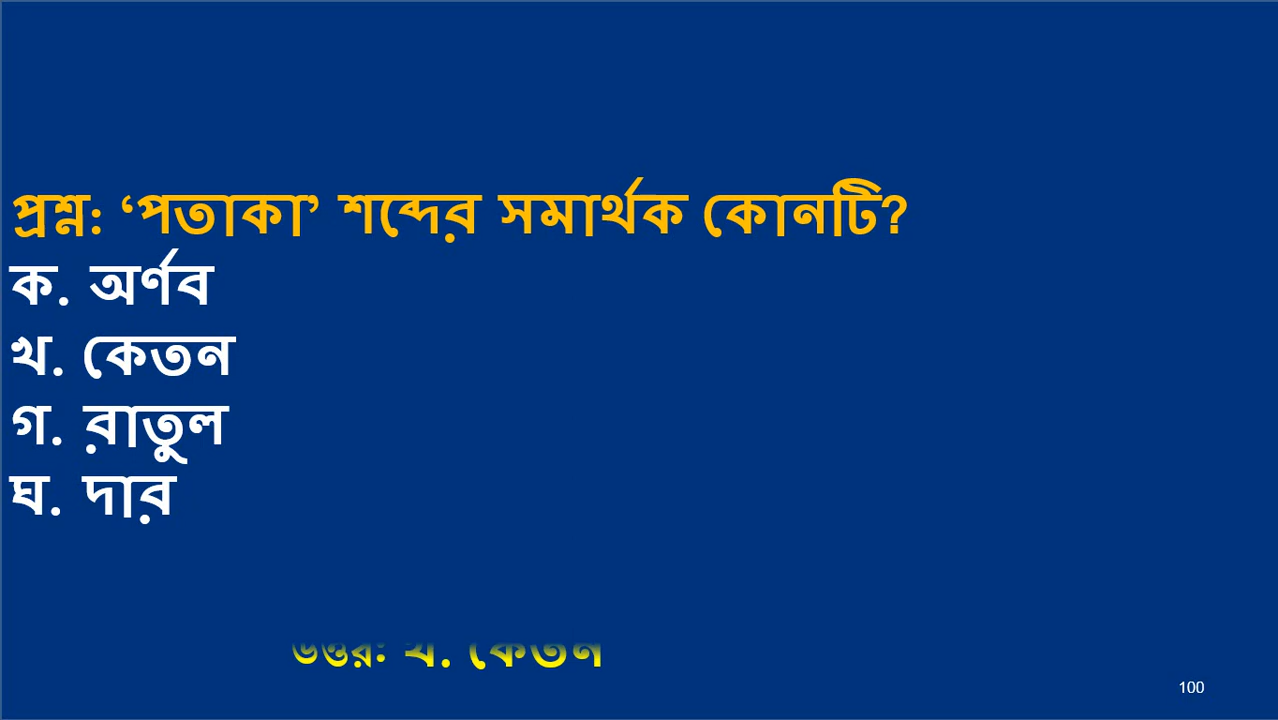 প্রশ্ন: ‘পতাকা’ শব্দের সমার্থক কোনটি?
ক. অর্ণব
খ. কেতন
গ. রাতুল
ঘ. দার
উত্তর: খ. কেতন
100